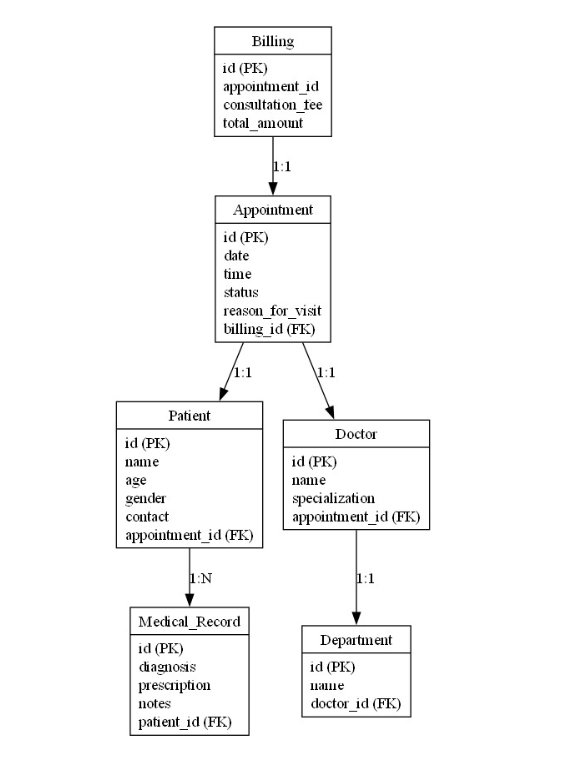 Billing
id (PK)
appointment_id
consultation_fee
total_amount
1:1
Appointment
id (PK)
date
time
status
reason_for_visit
billing_id (FK)
1:1
1:1
Patient
id (PK)
name
age
gender
contact
appointment_id (FK)
Doctor
id (PK)
name
specialization
appointment_id (FK)
1:N
1:1
Medical_Record
id (PK)
diagnosis
prescription
notes
patient_id (FK)
Department
id (PK)
name
doctor_id (FK)